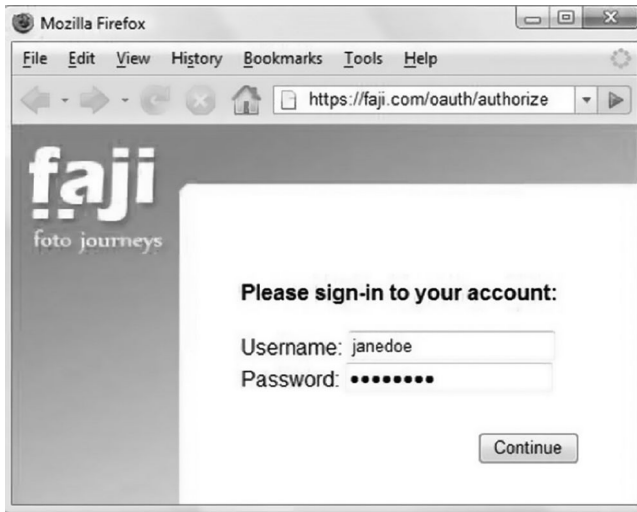 Mozilla Firefox
File Edit View History Bookmarks Tools Help
https://faji.com/oauth/authorize
faji
foto journeys
Please sign-in to your account:
Username: janedoe
Password: ••••••••
Continue